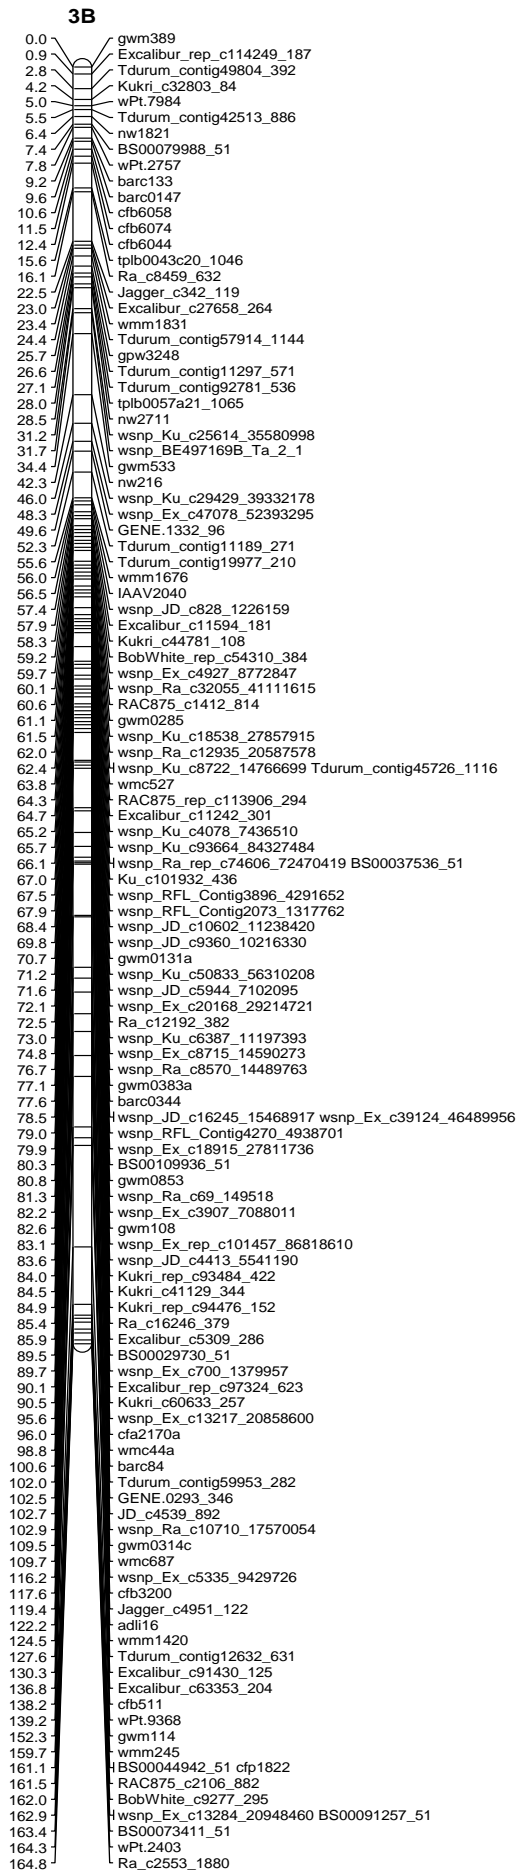 3B
0.0 gwm389
0.9 Excalibur_rep_c114249_187
2.8 Tdurum_contig49804_392
4.2 Kukri_c32803_84
5.0 wPt.7984
5.5 Tdurum_contig42513_886
6.4 nw1821
7.4 BS00079988_51
7.8 wPt.2757
9.2 barc133
9.6 barc0147
10.6 cfb6058
11.5 cfb6074
12.4 cfb6044
15.6 tplb0043c20_1046
16.1 Ra_c8459_632
22.5 Jagger_c342_119
23.0 Excalibur_c27658_264
23.4 wmm1831
24.4 Tdurum_contig57914_1144
25.7 gpw3248
26.6 Tdurum_contig11297_571
27.1 Tdurum_contig92781_536
28.0 tplb0057a21_1065
28.5 nw2711
31.2 wsnp_Ku_c25614_35580998
31.7 wsnp_BE497169B_Ta_2_1
34.4 gwm533
42.3 nw216
46.0 wsnp_Ku_c29429_39332178
48.3 wsnp_Ex_c47078_52393295
49.6 GENE.1332_96
52.3 Tdurum_contig11189_271
55.6 Tdurum_contig19977_210
56.0 wmm1676
56.5 IAAV2040
57.4 wsnp_JD_c828_1226159
57.9 Excalibur_c11594_181
58.3 Kukri_c44781_108
59.2 BobWhite_rep_c54310_384
59.7 wsnp_Ex_c4927_8772847
60.1 wsnp_Ra_c32055_41111615
60.6 RAC875_c1412_814
61.1 gwm0285
61.5 wsnp_Ku_c18538_27857915
62.0 wsnp_Ra_c12935_20587578
62.4 wsnp_Ku_c8722_14766699 Tdurum_contig45726_1116
63.8 wmc527
64.3 RAC875_rep_c113906_294
64.7 Excalibur_c11242_301
65.2 wsnp_Ku_c4078_7436510
65.7 wsnp_Ku_c93664_84327484
66.1 wsnp_Ra_rep_c74606_72470419 BS00037536_51
67.0 Ku_c101932_436
67.5 wsnp_RFL_Contig3896_4291652
67.9 wsnp_RFL_Contig2073_1317762
68.4 wsnp_JD_c10602_11238420
69.8 wsnp_JD_c9360_10216330
70.7 gwm0131a
71.2 wsnp_Ku_c50833_56310208
71.6 wsnp_JD_c5944_7102095
72.1 wsnp_Ex_c20168_29214721
72.5 Ra_c12192_382
73.0 wsnp_Ku_c6387_11197393
74.8 wsnp_Ex_c8715_14590273
76.7 wsnp_Ra_c8570_14489763
77.1 gwm0383a
77.6 barc0344
78.5 wsnp_JD_c16245_15468917 wsnp_Ex_c39124_46489956
79.0 wsnp_RFL_Contig4270_4938701
79.9 wsnp_Ex_c18915_27811736
80.3 BS00109936_51
80.8 gwm0853
81.3 wsnp_Ra_c69_149518
82.2 wsnp_Ex_c3907_7088011
82.6 gwm108
83.1 wsnp_Ex_rep_c101457_86818610
83.6 wsnp_JD_c4413_5541190
84.0 Kukri_rep_c93484_422
84.5 Kukri_c41129_344
84.9 Kukri_rep_c94476_152
85.4 Ra_c16246_379
85.9 Excalibur_c5309_286
89.5 BS00029730_51
89.7 wsnp_Ex_c700_1379957
90.1 Excalibur_rep_c97324_623
90.5 Kukri_c60633_257
95.6 wsnp_Ex_c13217_20858600
96.0 cfa2170a
98.8 wmc44a
100.6 barc84
102.0 Tdurum_contig59953_282
102.5 GENE.0293_346
102.7 JD_c4539_892
102.9 wsnp_Ra_c10710_17570054
109.5 gwm0314c
109.7 wmc687
116.2 wsnp_Ex_c5335_9429726
117.6 cfb3200
119.4 Jagger_c4951_122
122.2 adli16
124.5 wmm1420
127.6 Tdurum_contig12632_631
130.3 Excalibur_c91430_125
136.8 Excalibur_c63353_204
138.2 cfb511
139.2 wPt.9368
152.3 gwm114
159.7 wmm245
161.1 BS00044942_51 cfp1822
161.5 RAC875_c2106_882
162.0 BobWhite_c9277_295
162.9 wsnp_Ex_c13284_20948460 BS00091257_51
163.4 BS00073411_51
164.3 wPt.2403
164.8 Ra_c2553_1880